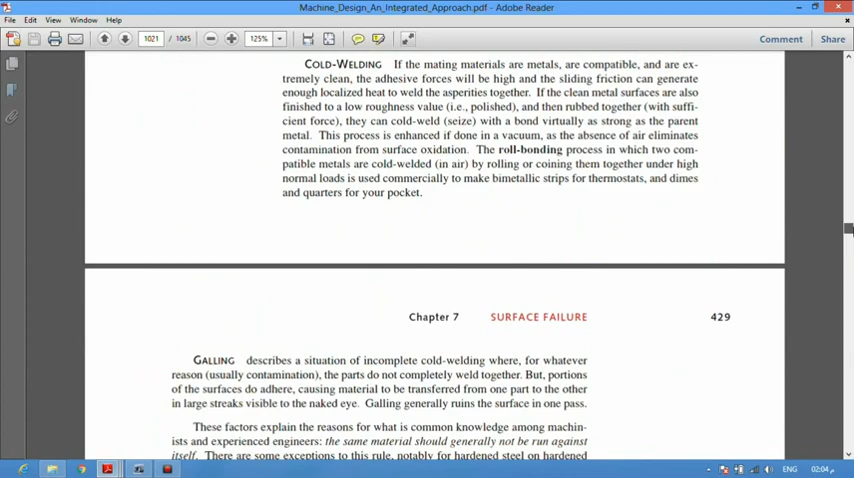 Machine_Design_An_Integrated_Approach.pdf - Adobe Reader
File Edit View Window Help
1021 / 1045 125% Comment Share
COLD-WELDING If the mating materials are metals, are compatible, and are ex-
tremely clean, the adhesive forces will be high and the sliding friction can generate
enough localized heat to weld the asperities together. If the clean metal surfaces are also
finished to a low roughness value (i.e., polished), and then rubbed together (with suffi-
cient force), they can cold-weld (seize) with a bond virtually as strong as the parent
metal. This process is enhanced if done in a vacuum, as the absence of air eliminates
contamination from surface oxidation. The roll-bonding process in which two com-
patible metals are cold-welded (in air) by rolling or coining them together under high
normal loads is used commercially to make bimetallic strips for thermostats, and dimes
and quarters for your pocket.
Chapter 7 SURFACE FAILURE 429
GALLING describes a situation of incomplete cold-welding where, for whatever
reason (usually contamination), the parts do not completely weld together. But, portions
of the surfaces do adhere, causing material to be transferred from one part to the other
in large streaks visible to the naked eye. Galling generally ruins the surface in one pass.
These factors explain the reasons for what is common knowledge among machin-
ists and experienced engineers: the same material should generally not be run against
itself. There are some exceptions to this rule, notably for hardened steel on hardened
ENG 02:04 م